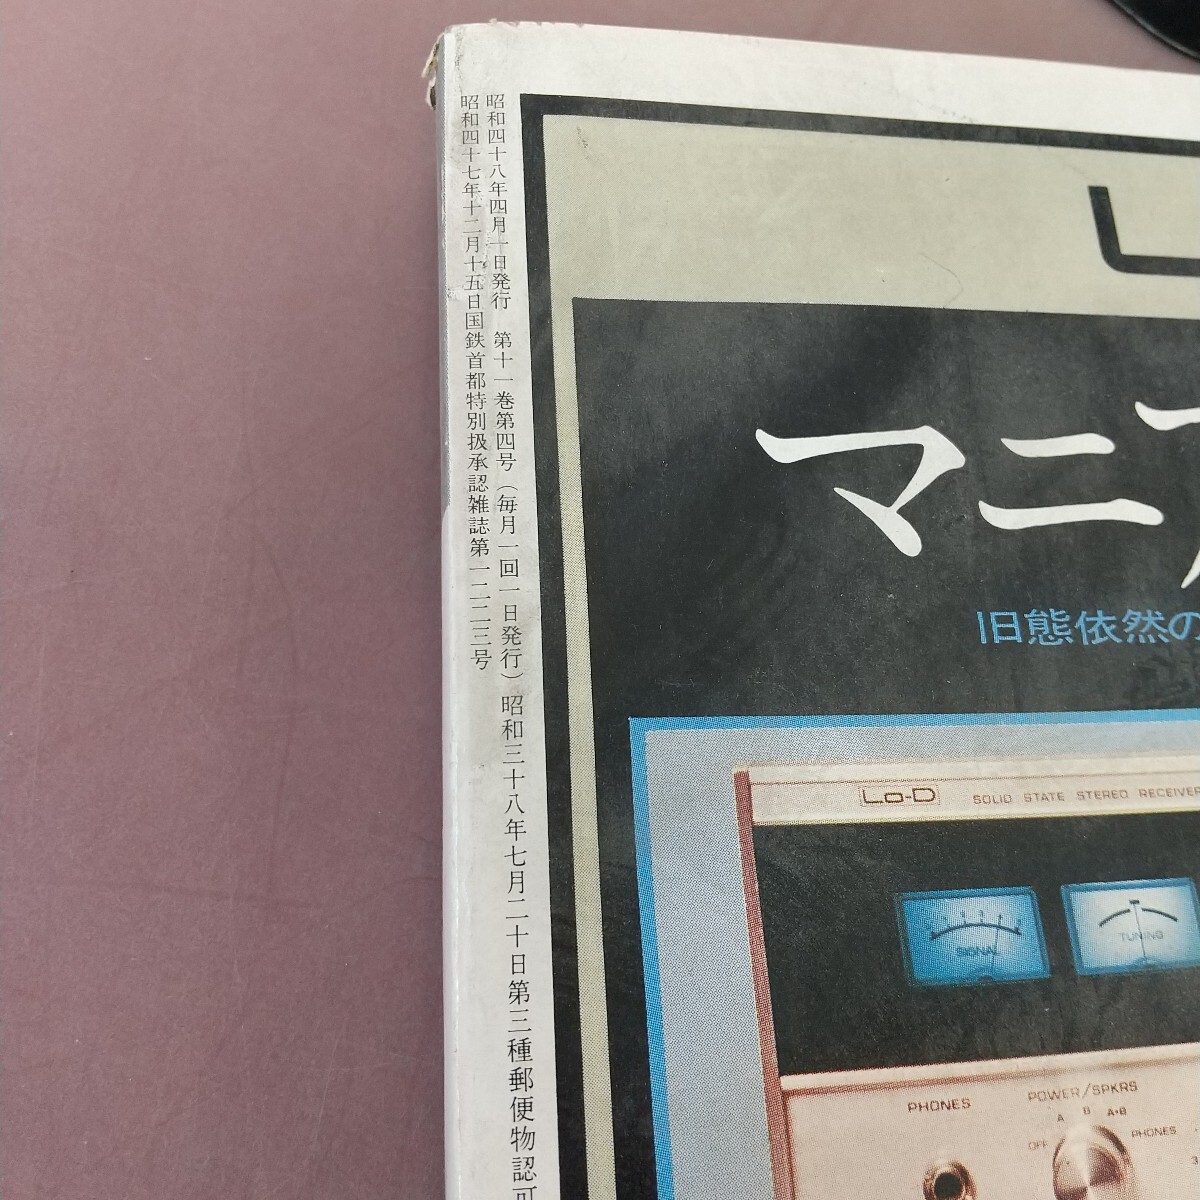 昭和四十八年四月一日発行　第十一巻第四号（毎月一回一日発行）昭和三十八年七月二十日第三種郵便物認可
昭和四十七年十二月十五日国鉄首都特別扱承認雑誌第一二二三号
マニア
旧態依然の
Lo-D SOLID STATE STEREO RECEIVER
SIGNAL
TUNING
PHONES
POWER/SPKRS
A B A+B
OFF PHONES
3